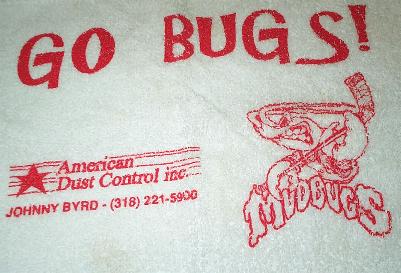 GO BUGS!
American
Dust Control inc.
JOHNNY BYRD - (318) 221-5900
MUDBUGS